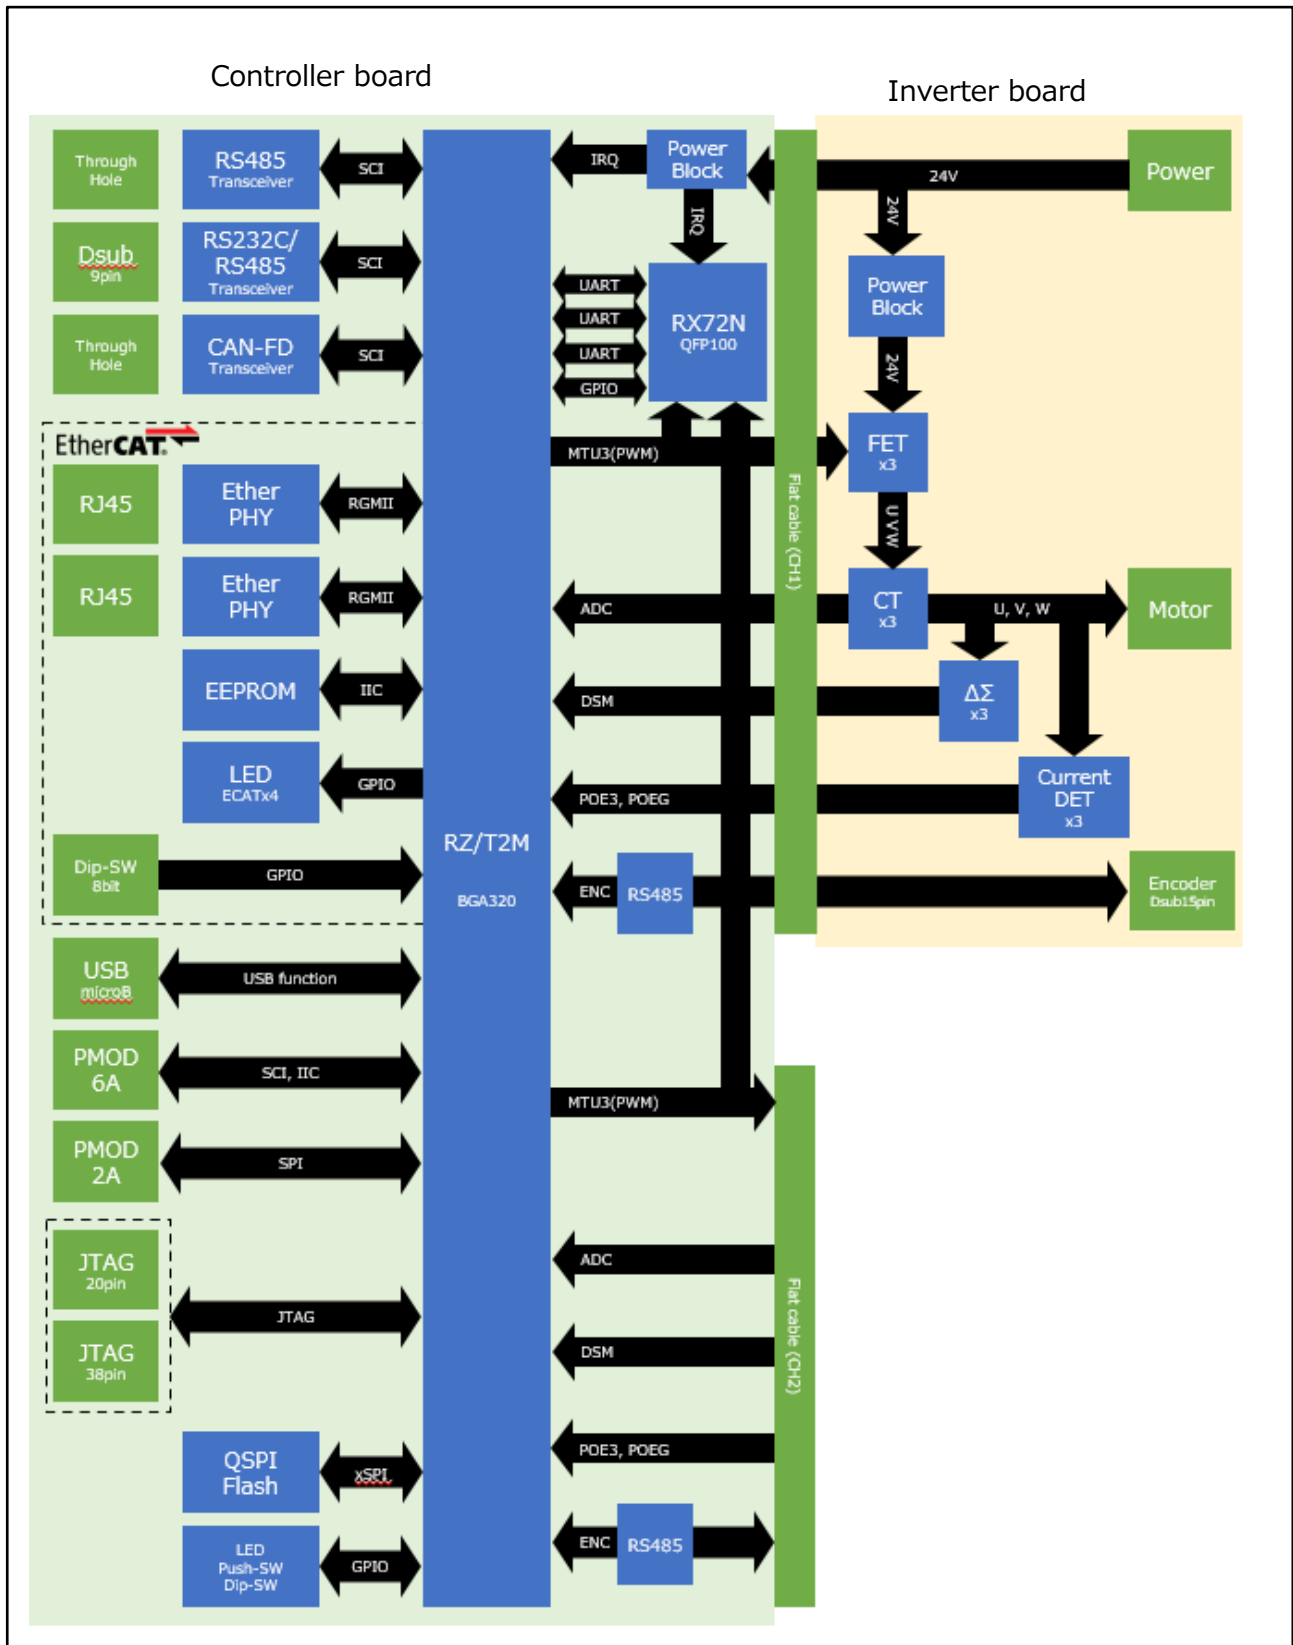 Controller board
Inverter board
Through
Hole
RS485
Transceiver
SCI
IRQ
Power
Block
24V
Power
Dsub
9pin
RS232C/
RS485
Transceiver
SCI
IRQ
24V
UART
UART
UART
GPIO
RX72N
QFP100
Power
Block
Through
Hole
CAN-FD
Transceiver
SCI
24V
EtherCAT®
MTU3(PWM)
FET
x3
RJ45
Ether
PHY
RGMII
Flat cable (CH1)
U V W
RJ45
Ether
PHY
RGMII
ADC
CT
x3
U, V, W
Motor
EEPROM
IIC
DSM
ΔΣ
x3
LED
ECATx4
GPIO
POE3, POEG
Current
DET
x3
RZ/T2M
BGA320
Dip-SW
8bit
GPIO
ENC
RS485
Encoder
Dsub15pin
USB
microB
USB function
PMOD
6A
SCI, IIC
MTU3(PWM)
PMOD
2A
SPI
JTAG
20pin
ADC
JTAG
Flat cable (CH2)
JTAG
38pin
DSM
QSPI
Flash
xSPI
POE3, POEG
LED
Push-SW
Dip-SW
GPIO
ENC
RS485